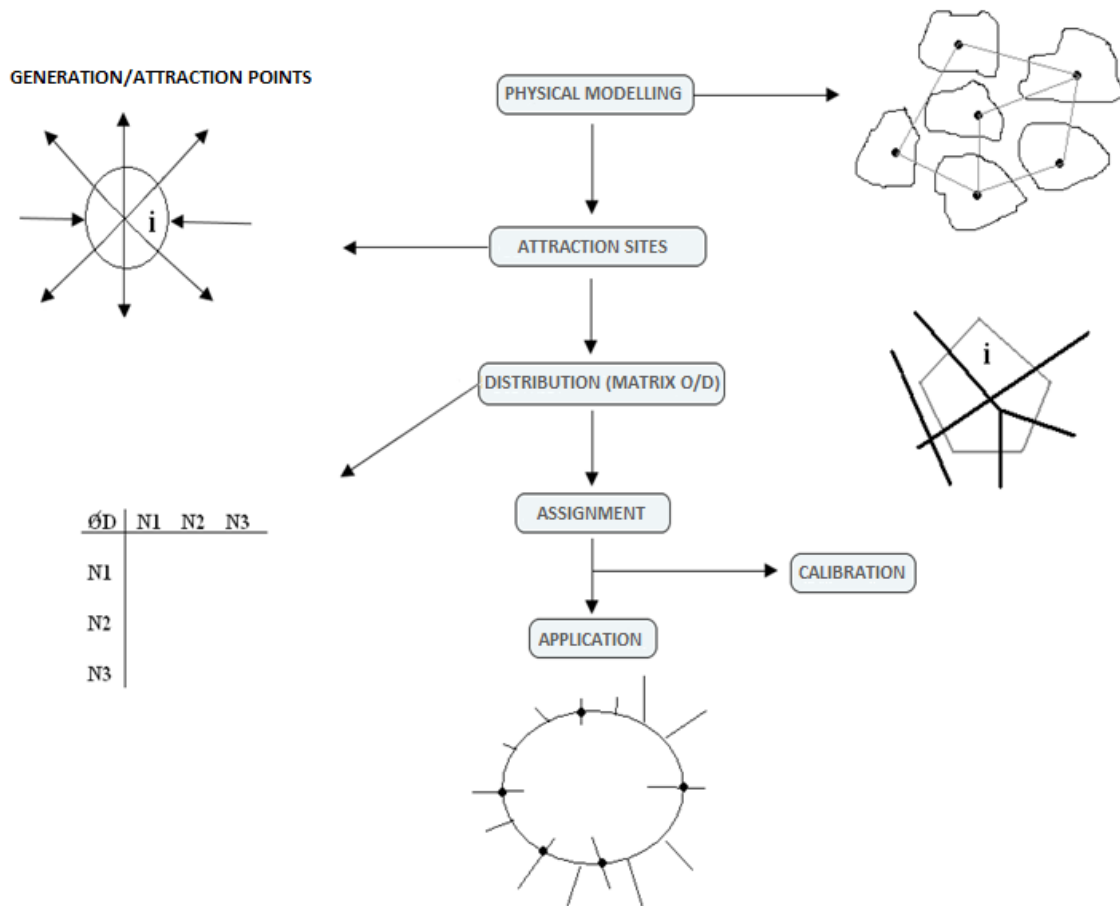 GENERATION/ATTRACTION POINTS
PHYSICAL MODELLING
i
ATTRACTION SITES
i
DISTRIBUTION (MATRIX O/D)
ASSIGNMENT
ØD N1 N2 N3
N1
N2
N3
CALIBRATION
APPLICATION